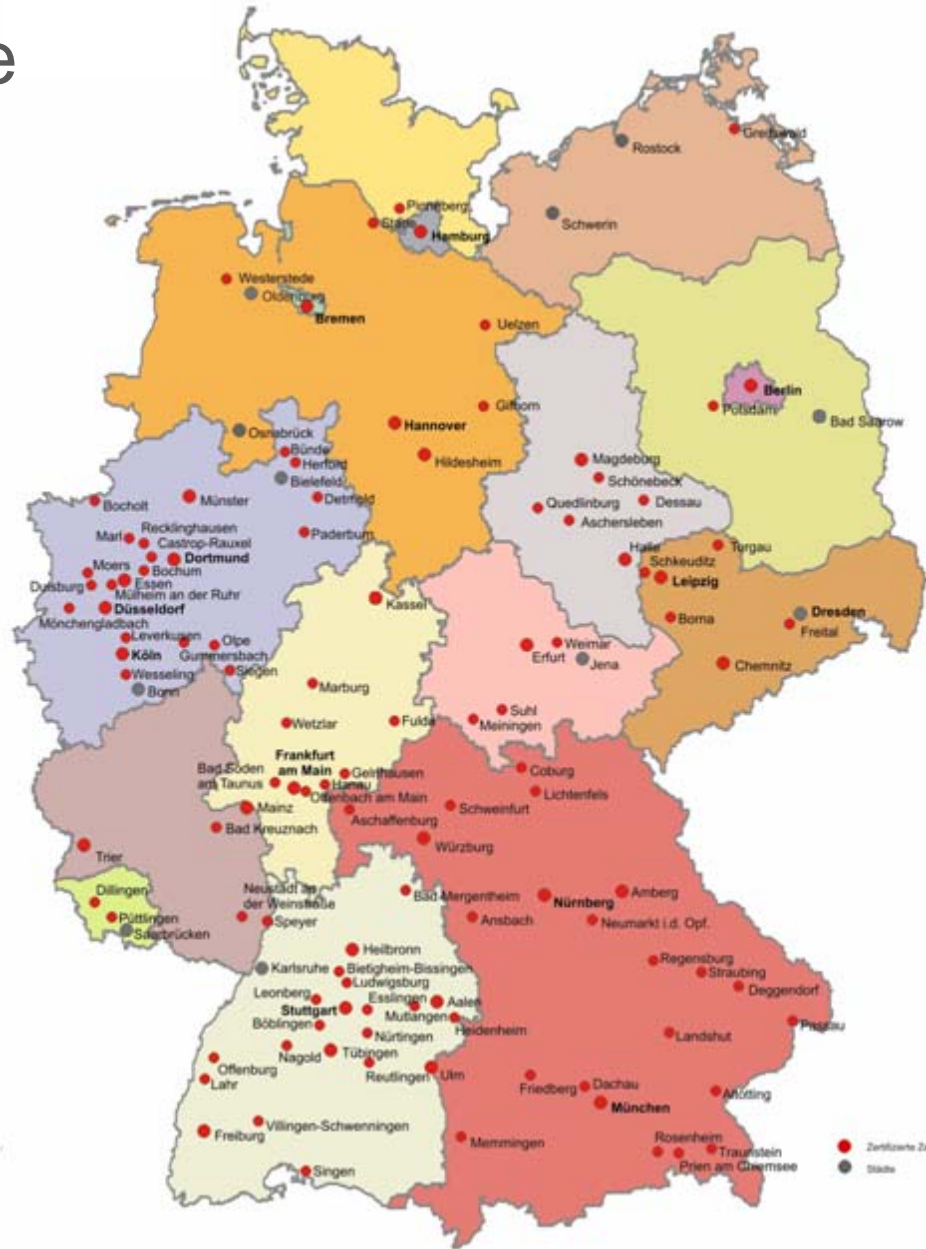 e
Greifswald
Rostock
Schwerin
Pinneberg
Stade
Hamburg
Westerstede
Oldenburg
Bremen
Uelzen
Berlin
Potsdam
Bad Saarow
Gifhorn
Hannover
Hildesheim
Osnabrück
Bünde
Herford
Bielefeld
Detmold
Paderborn
Münster
Bocholt
Recklinghausen
Marl
Castrop-Rauxel
Dortmund
Moers
Bochum
Duisburg
Essen
Mülheim an der Ruhr
Düsseldorf
Mönchengladbach
Leverkusen
Olpe
Köln
Gummersbach
Wesseling
Siegen
Bonn
Magdeburg
Schönebeck
Quedlinburg
Dessau
Aschersleben
Halle
Torgau
Schkeuditz
Leipzig
Borna
Dresden
Freital
Chemnitz
Kassel
Weimar
Erfurt
Jena
Suhl
Meiningen
Marburg
Wetzlar
Fulda
Frankfurt
am Main
Bad Soden
am Taunus
Gelnhausen
Hanau
Offenbach am Main
Mainz
Bad Kreuznach
Trier
Aschaffenburg
Coburg
Lichtenfels
Schweinfurt
Würzburg
Dillingen
Püttlingen
Saarbrücken
Neustadt an
der Weinstraße
Speyer
Bad Mergentheim
Ansbach
Nürnberg
Amberg
Neumarkt i.d. Opf.
Heilbronn
Karlsruhe
Bietigheim-Bissingen
Ludwigsburg
Leonberg
Esslingen
Aalen
Stuttgart
Mutlangen
Böblingen
Heidenheim
Nürtingen
Nagold
Tübingen
Reutlingen
Ulm
Offenburg
Lahr
Freiburg
Villingen-Schwenningen
Singen
Regensburg
Straubing
Deggendorf
Passau
Landshut
Friedberg
Dachau
München
Altötting
Memmingen
Rosenheim
Traunstein
Prien am Chiemsee
Zertifizierte
Städte